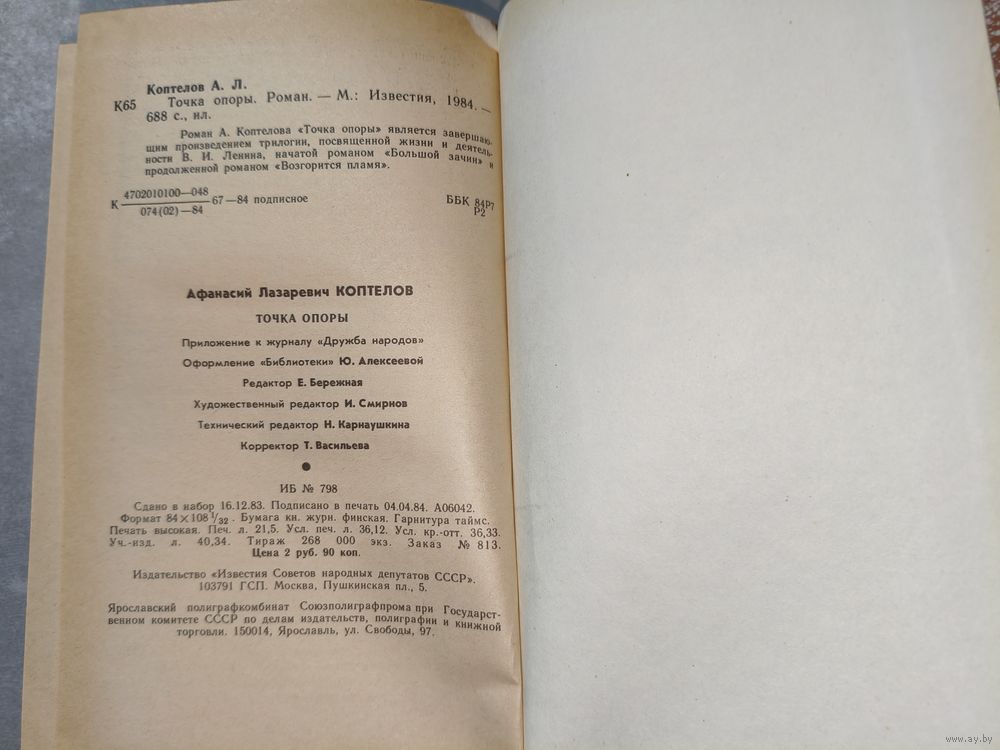 Коптелов А. Л.
К65 Точка опоры. Роман. — М.: Известия, 1984. —
688 с., ил.
Роман А. Коптелова «Точка опоры» является завершаю-
щим произведением трилогии, посвященной жизни и деятель-
ности В. И. Ленина, начатой романом «Большой зачин» и
продолженной романом «Возгорится пламя».
К 4702010100—048 67—84 подписное ББК 84Р7
074(02)—84 Р2
Афанасий Лазаревич КОПТЕЛОВ
ТОЧКА ОПОРЫ
Приложение к журналу «Дружба народов»
Оформление «Библиотеки» Ю. Алексеевой
Редактор Е. Бережная
Художественный редактор И. Смирнов
Технический редактор Н. Карнаушкина
Корректор Т. Васильева
ИБ № 798
Сдано в набор 16.12.83. Подписано в печать 04.04.84. А06042.
Формат 84×108 1/32. Бумага кн. журн. финская. Гарнитура таймс.
Печать высокая. Печ. л. 21,5. Усл. печ. л. 36,12. Усл. кр.-отт. 36,33.
Уч.-изд. л. 40,34. Тираж 268 000 экз. Заказ № 813.
Цена 2 руб. 90 коп.
Издательство «Известия Советов народных депутатов СССР».
103791 ГСП. Москва, Пушкинская пл., 5.
Ярославский полиграфкомбинат Союзполиграфпрома при Государст-
венном комитете СССР по делам издательств, полиграфии и книжной
торговли. 150014, Ярославль, ул. Свободы, 97.
www.ay.by